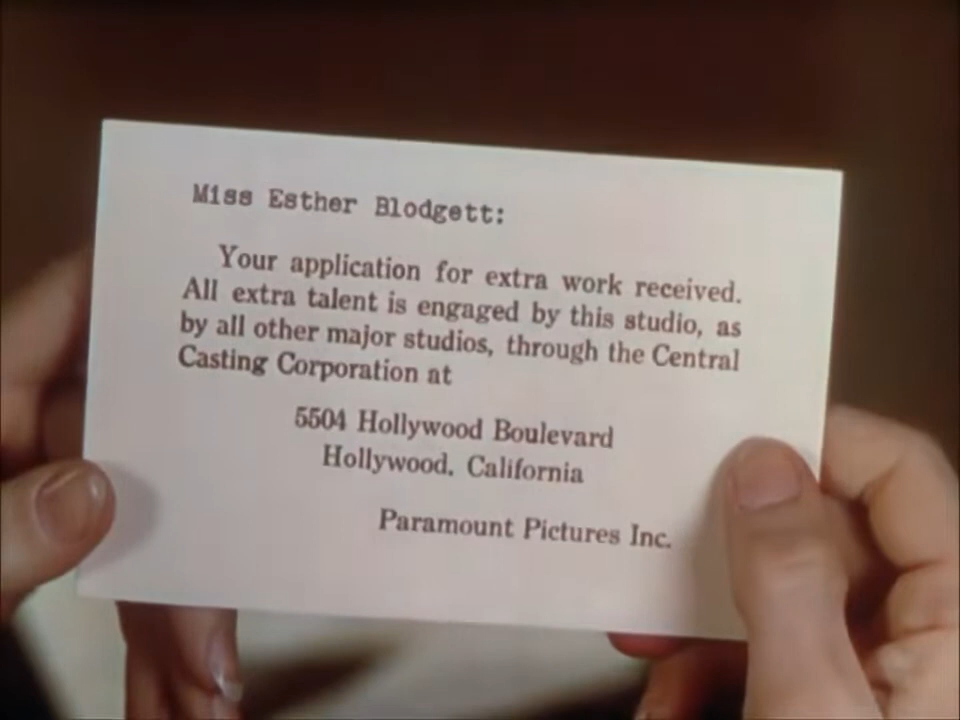 Miss Esther Blodgett:
Your application for extra work received.
All extra talent is engaged by this studio, as
by all other major studios, through the Central
Casting Corporation at
5504 Hollywood Boulevard
Hollywood, California
Paramount Pictures Inc.